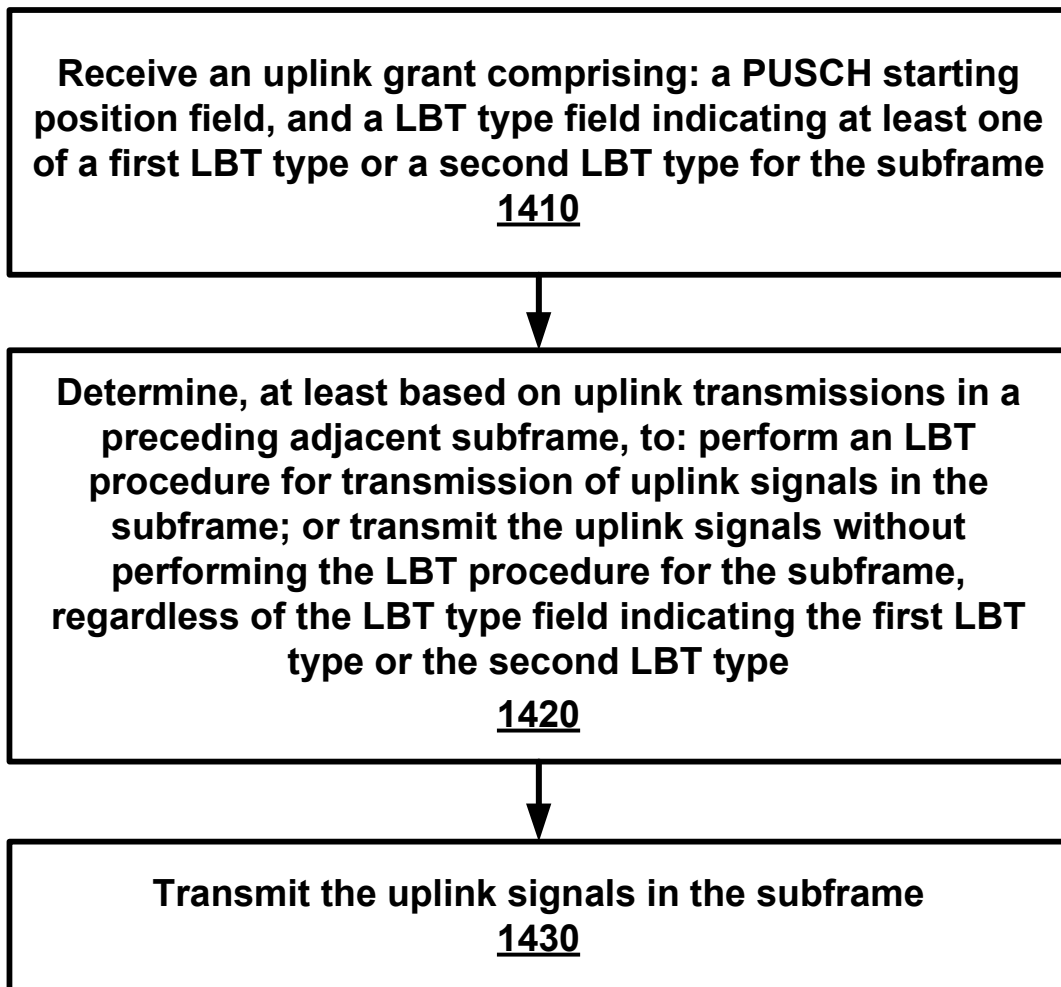 Receive an uplink grant comprising: a PUSCH starting
position field, and a LBT type field indicating at least one
of a first LBT type or a second LBT type for the subframe
1410
Determine, at least based on uplink transmissions in a
preceding adjacent subframe, to: perform an LBT
procedure for transmission of uplink signals in the
subframe; or transmit the uplink signals without
performing the LBT procedure for the subframe,
regardless of the LBT type field indicating the first LBT
type or the second LBT type
1420
Transmit the uplink signals in the subframe
1430